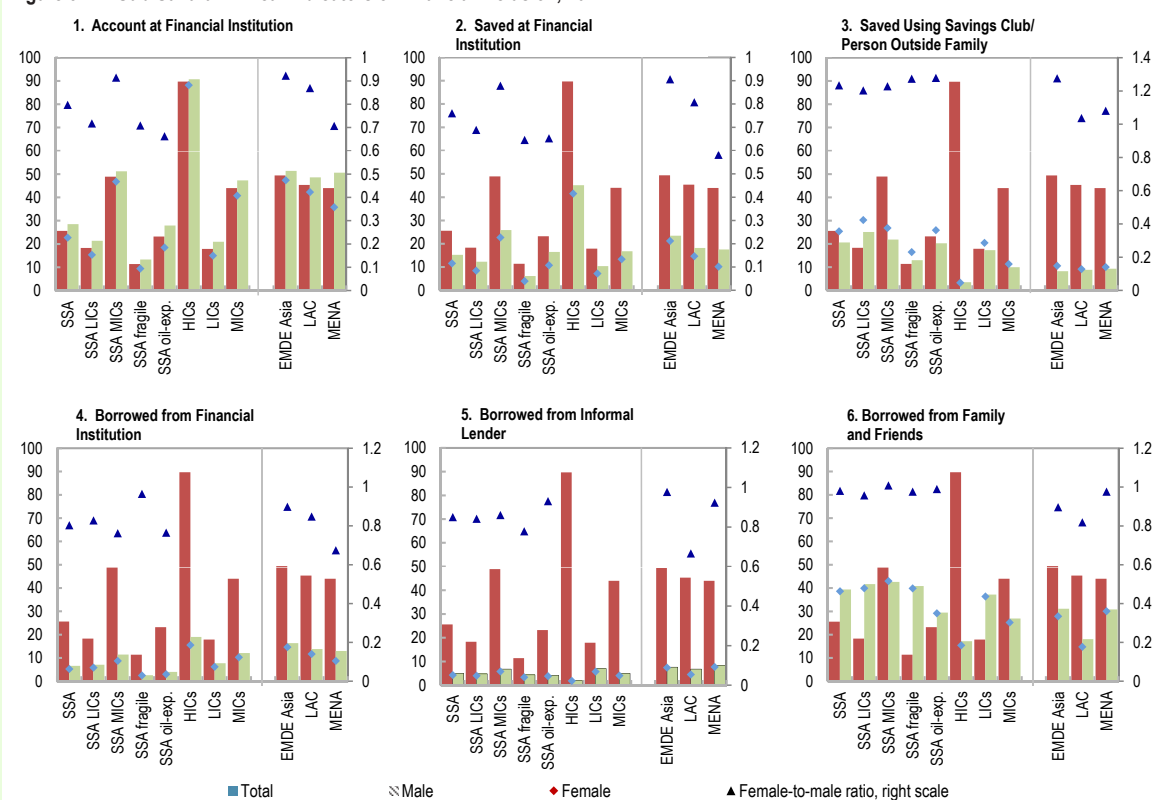 1. Account at Financial Institution
100
90
80
70
60
50
40
30
20
10
0
1
0.9
0.8
0.7
0.6
0.5
0.4
0.3
0.2
0.1
0
SSA
SSA LICs
SSA MICs
SSA fragile
SSA oil-exp.
HICs
LICs
MICs
EMDE Asia
LAC
MENA
2. Saved at Financial
Institution
100
90
80
70
60
50
40
30
20
10
0
1
0.9
0.8
0.7
0.6
0.5
0.4
0.3
0.2
0.1
0
SSA
SSA LICs
SSA MICs
SSA fragile
SSA oil-exp.
HICs
LICs
MICs
EMDE Asia
LAC
MENA
3. Saved Using Savings Club/
Person Outside Family
100
90
80
70
60
50
40
30
20
10
0
1.4
1.2
1
0.8
0.6
0.4
0.2
0
SSA
SSA LICs
SSA MICs
SSA fragile
SSA oil-exp.
HICs
LICs
MICs
EMDE Asia
LAC
MENA
4. Borrowed from Financial
Institution
100
90
80
70
60
50
40
30
20
10
0
1.2
1
0.8
0.6
0.4
0.2
0
SSA
SSA LICs
SSA MICs
SSA fragile
SSA oil-exp.
HICs
LICs
MICs
EMDE Asia
LAC
MENA
5. Borrowed from Informal
Lender
100
90
80
70
60
50
40
30
20
10
0
1.2
1
0.8
0.6
0.4
0.2
0
SSA
SSA LICs
SSA MICs
SSA fragile
SSA oil-exp.
HICs
LICs
MICs
EMDE Asia
LAC
MENA
6. Borrowed from Family
and Friends
100
90
80
70
60
50
40
30
20
10
0
1.2
1
0.8
0.6
0.4
0.2
0
SSA
SSA LICs
SSA MICs
SSA fragile
SSA oil-exp.
HICs
LICs
MICs
EMDE Asia
LAC
MENA
Total
Male
Female
Female-to-male ratio, right scale